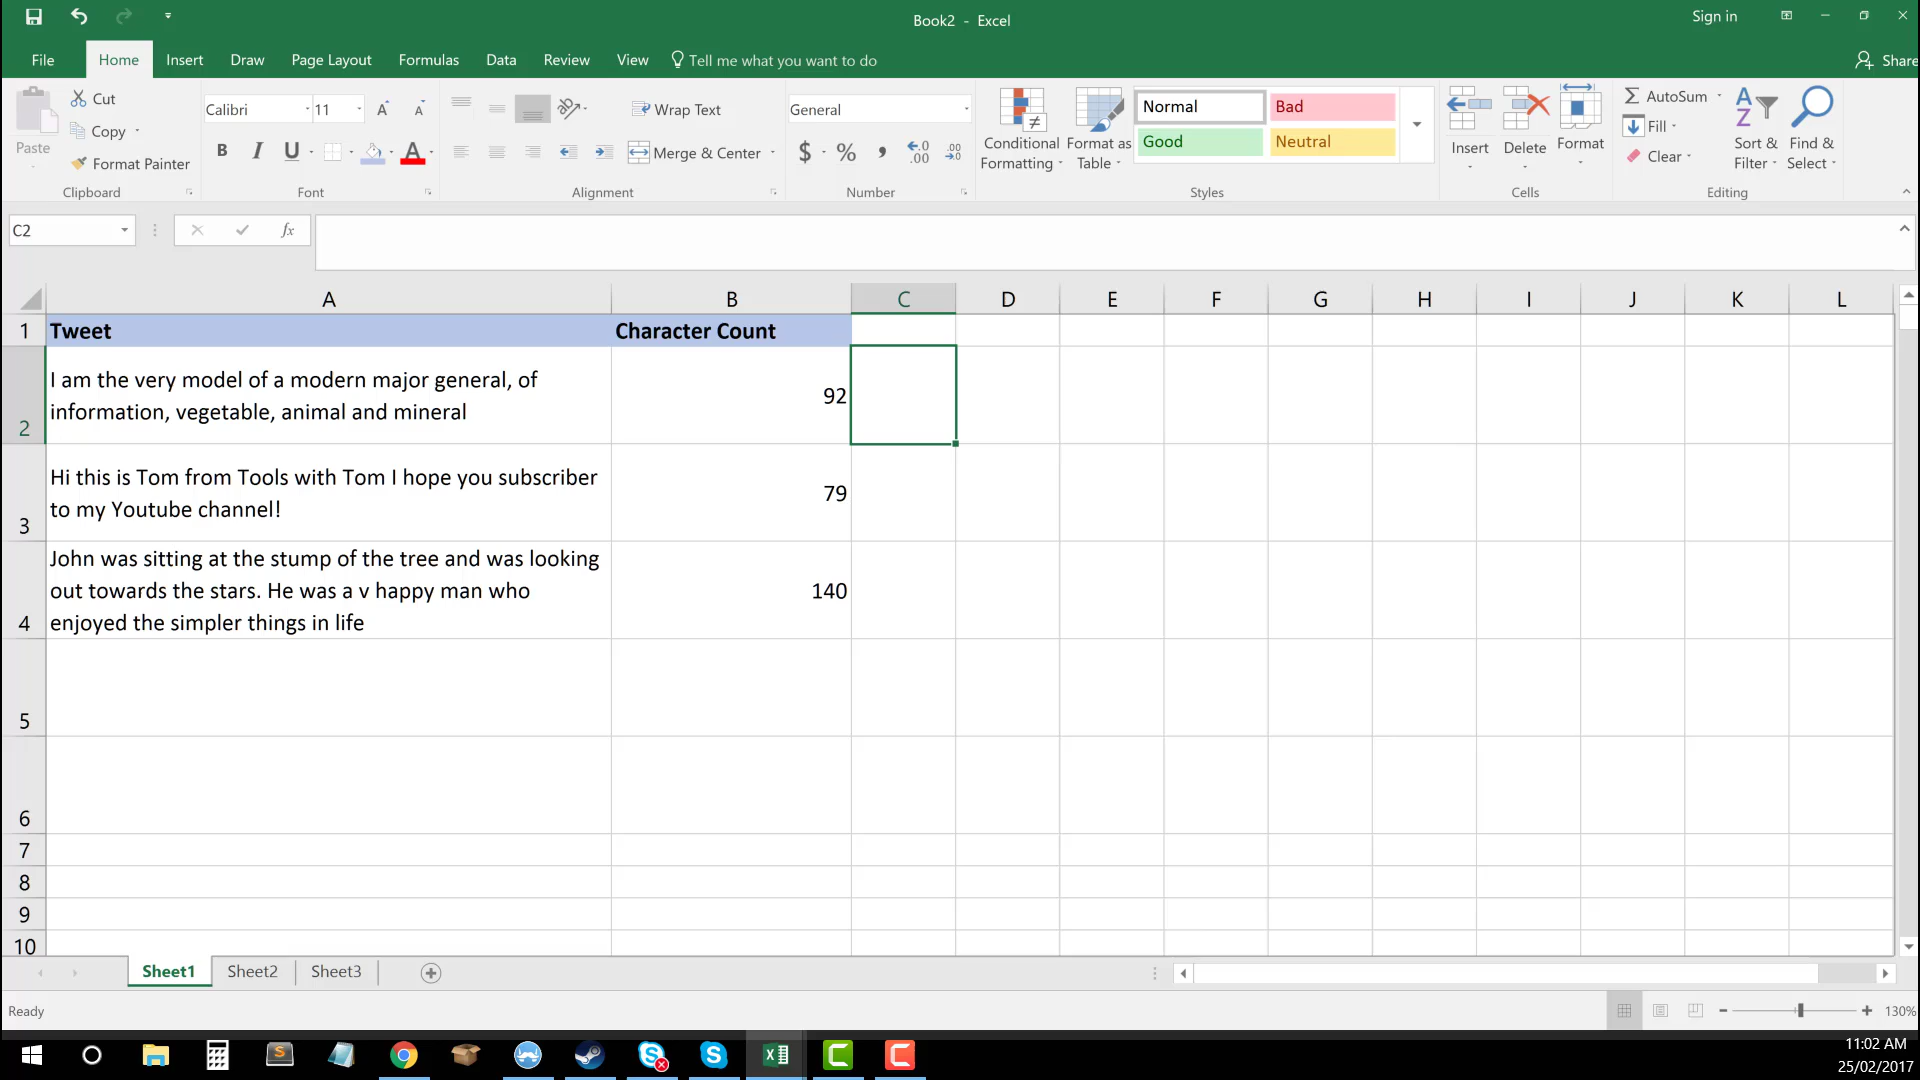 Book2 - Excel
Sign in
File Home Insert Draw Page Layout Formulas Data Review View Tell me what you want to do Share
Paste
Cut
Copy
Format Painter
Clipboard
Calibri 11
B I U
Font
Wrap Text
Merge & Center
Alignment
General
$ %
Number
Conditional Formatting
Format as Table
Normal Bad
Good Neutral
Styles
Insert Delete Format
Cells
AutoSum
Fill
Clear
Sort & Filter
Find & Select
Editing
C2
fx
A B C D E F G H I J K L
1 Tweet Character Count
2 I am the very model of a modern major general, of
information, vegetable, animal and mineral 92
3 Hi this is Tom from Tools with Tom I hope you subscriber
to my Youtube channel! 79
4 John was sitting at the stump of the tree and was looking
out towards the stars. He was a v happy man who
enjoyed the simpler things in life 140
5
6
7
8
9
10
Sheet1 Sheet2 Sheet3
Ready
130%
11:02 AM
25/02/2017